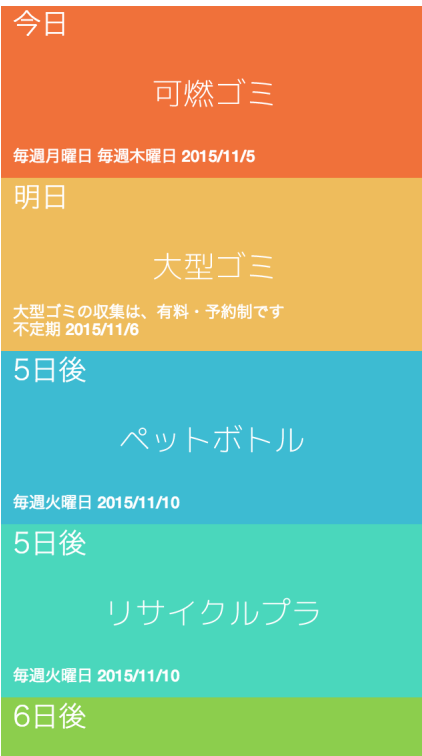 今日
可燃ゴミ
毎週月曜日 毎週木曜日 2015/11/5
明日
大型ゴミ
大型ゴミの収集は、有料・予約制です
不定期 2015/11/6
5日後
ペットボトル
毎週火曜日 2015/11/10
5日後
リサイクルプラ
毎週火曜日 2015/11/10
6日後